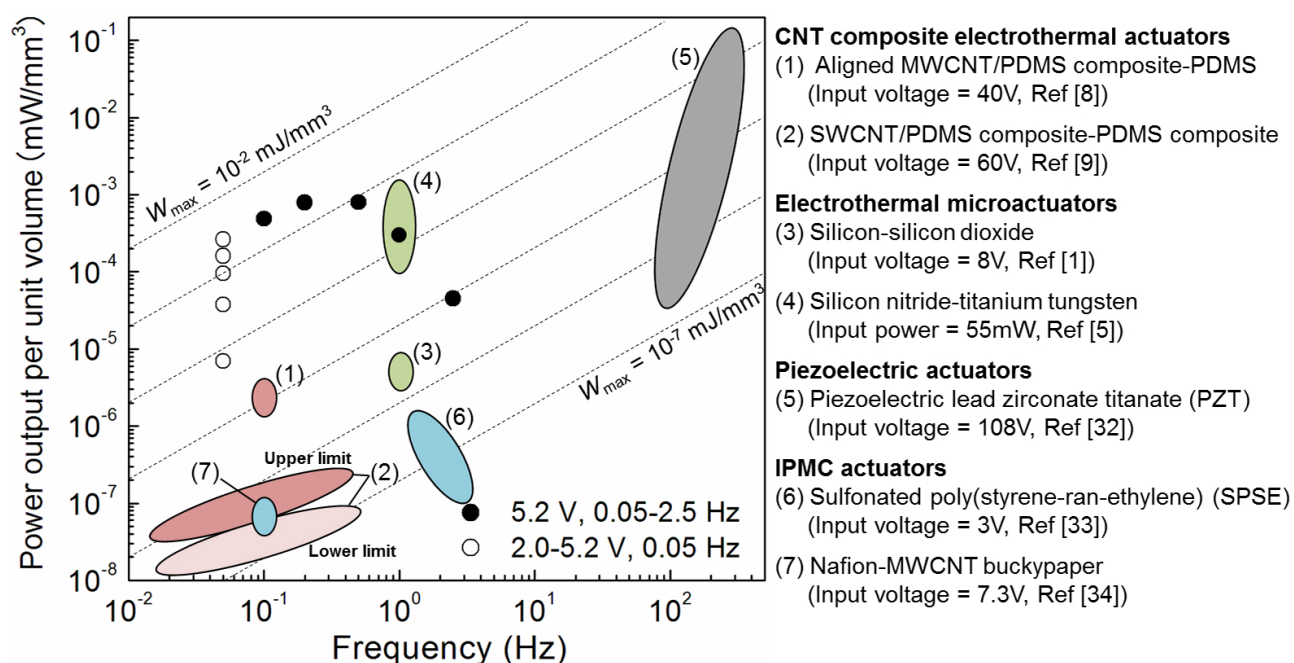 Power output per unit volume (mW/mm³)
10⁻¹
10⁻²
10⁻³
10⁻⁴
10⁻⁵
10⁻⁶
10⁻⁷
10⁻⁸
10⁻²
10⁻¹
10⁰
10¹
10²
Frequency (Hz)
W_max = 10⁻² mJ/mm³
W_max = 10⁻⁷ mJ/mm³
(5)
(4)
(3)
(1)
(6)
(7)
Upper limit
(2)
Lower limit
5.2 V, 0.05-2.5 Hz
2.0-5.2 V, 0.05 Hz
CNT composite electrothermal actuators
(1) Aligned MWCNT/PDMS composite-PDMS
(Input voltage = 40V, Ref [8])
(2) SWCNT/PDMS composite-PDMS composite
(Input voltage = 60V, Ref [9])
Electrothermal microactuators
(3) Silicon-silicon dioxide
(Input voltage = 8V, Ref [1])
(4) Silicon nitride-titanium tungsten
(Input power = 55mW, Ref [5])
Piezoelectric actuators
(5) Piezoelectric lead zirconate titanate (PZT)
(Input voltage = 108V, Ref [32])
IPMC actuators
(6) Sulfonated poly(styrene-ran-ethylene) (SPSE)
(Input voltage = 3V, Ref [33])
(7) Nafion-MWCNT buckypaper
(Input voltage = 7.3V, Ref [34])